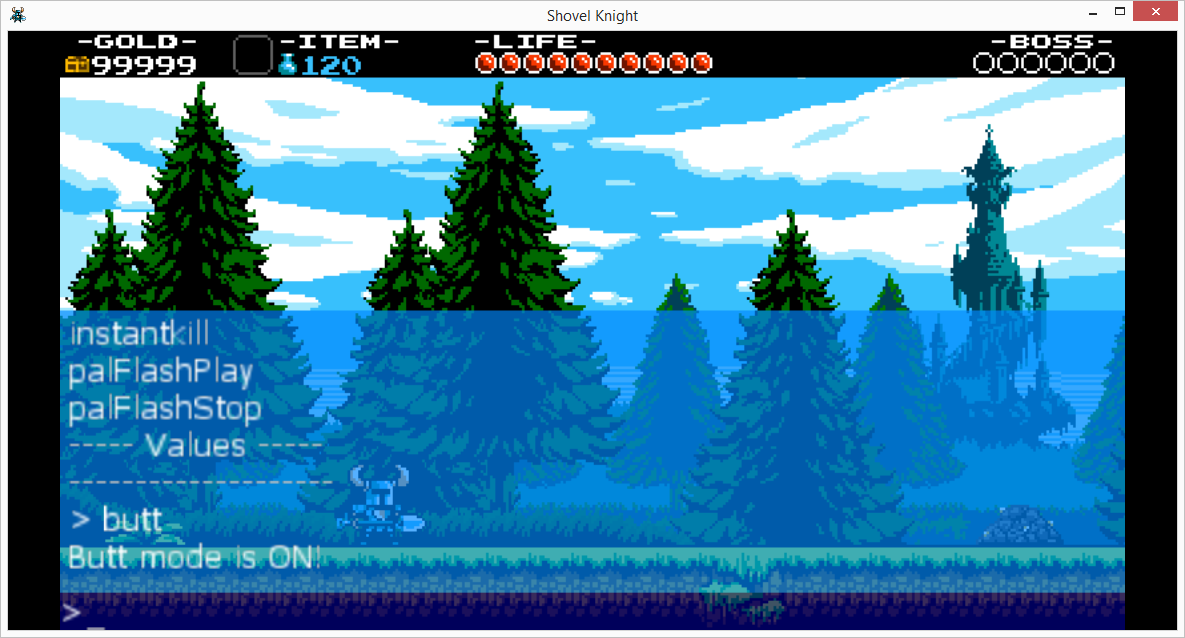 Shovel Knight
-GOLD- -ITEM- -LIFE- -BOSS-
99999 120
instantkill
palFlashPlay
palFlashStop
----- Values -----
--------------------
> butt
Butt mode is ON!
>_